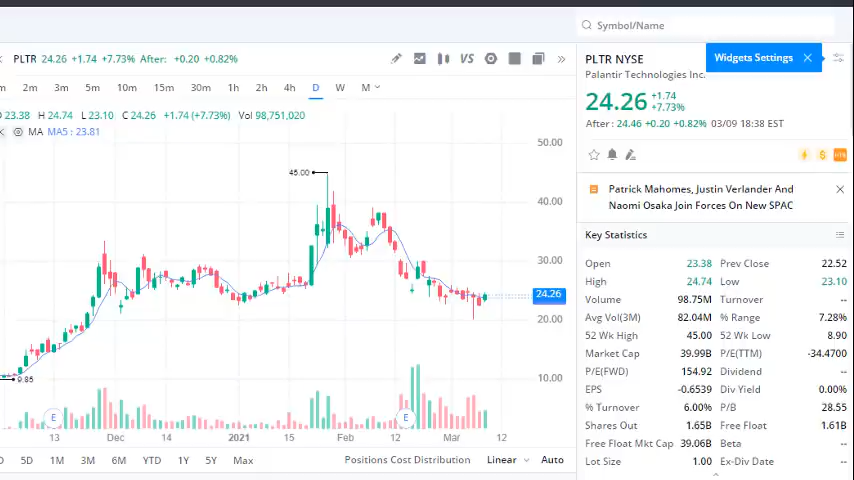 Symbol/Name
PLTR 24.26 +1.74 +7.73% After: +0.20 +0.82%
VS
PLTR NYSE
Widgets Settings
Palantir Technologies Inc.
24.26 +1.74
+7.73%
After : 24.46 +0.20 +0.82% 03/09 18:38 EST
m 2m 3m 5m 15m 30m 1h 2h 4h D W M
O 23.38 H 24.74 L 23.10 C 24.26 +1.74 (+7.73%) Vol 98,751,020
MA MA5 : 23.81
50.00
45.00
40.00
30.00
24.26
20.00
10.00
9.85
E
E
13 Dec 14 2021 15 Feb 12 Mar 12
D 5D 1M 3M 6M YTD 1Y 5Y Max
Positions Cost Distribution Linear Auto
HTB
Patrick Mahomes, Justin Verlander And
Naomi Osaka Join Forces On New SPAC
Key Statistics
Open 23.38 Prev Close 22.52
High 24.74 Low 23.10
Volume 98.75M Turnover --
Avg Vol(3M) 82.04M % Range 7.28%
52 Wk High 45.00 52 Wk Low 8.90
Market Cap 39.99B P/E(TTM) -34.4700
P/E(FWD) 154.92 Dividend --
EPS -0.6539 Div Yield 0.00%
% Turnover 6.00% P/B 28.55
Shares Out 1.65B Free Float 1.61B
Free Float Mkt Cap 39.06B Beta --
Lot Size 1.00 Ex-Div Date --